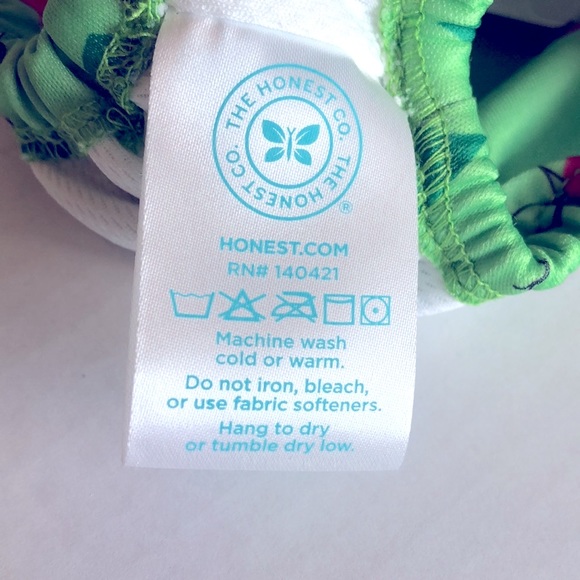 THE HONEST CO. THE HONEST CO.
®
HONEST.COM
RN# 140421
Machine wash
cold or warm.
Do not iron, bleach,
or use fabric softeners.
Hang to dry
or tumble dry low.